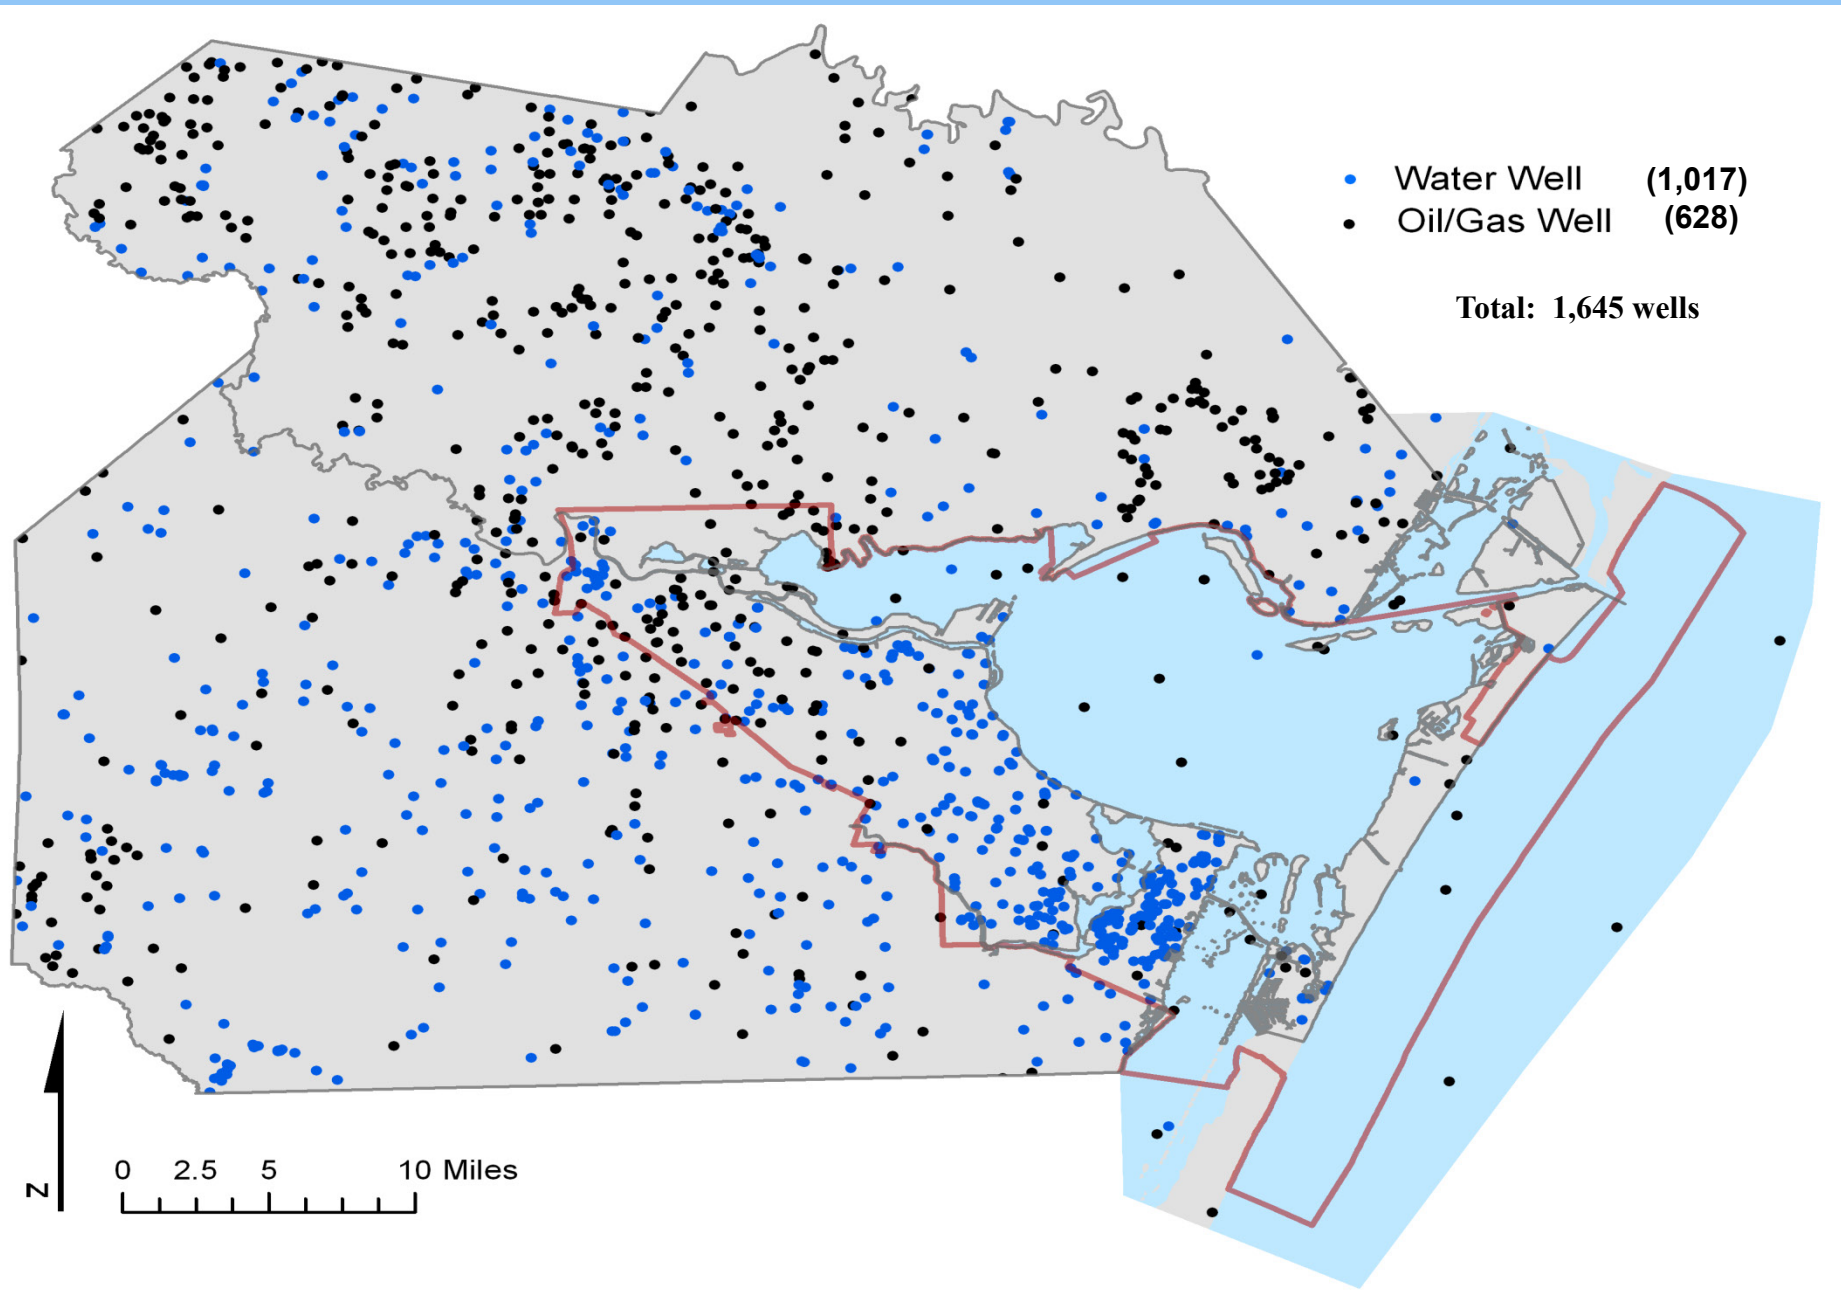 Water Well (1,017)
Oil/Gas Well (628)
Total: 1,645 wells
0 2.5 5 10 Miles
N